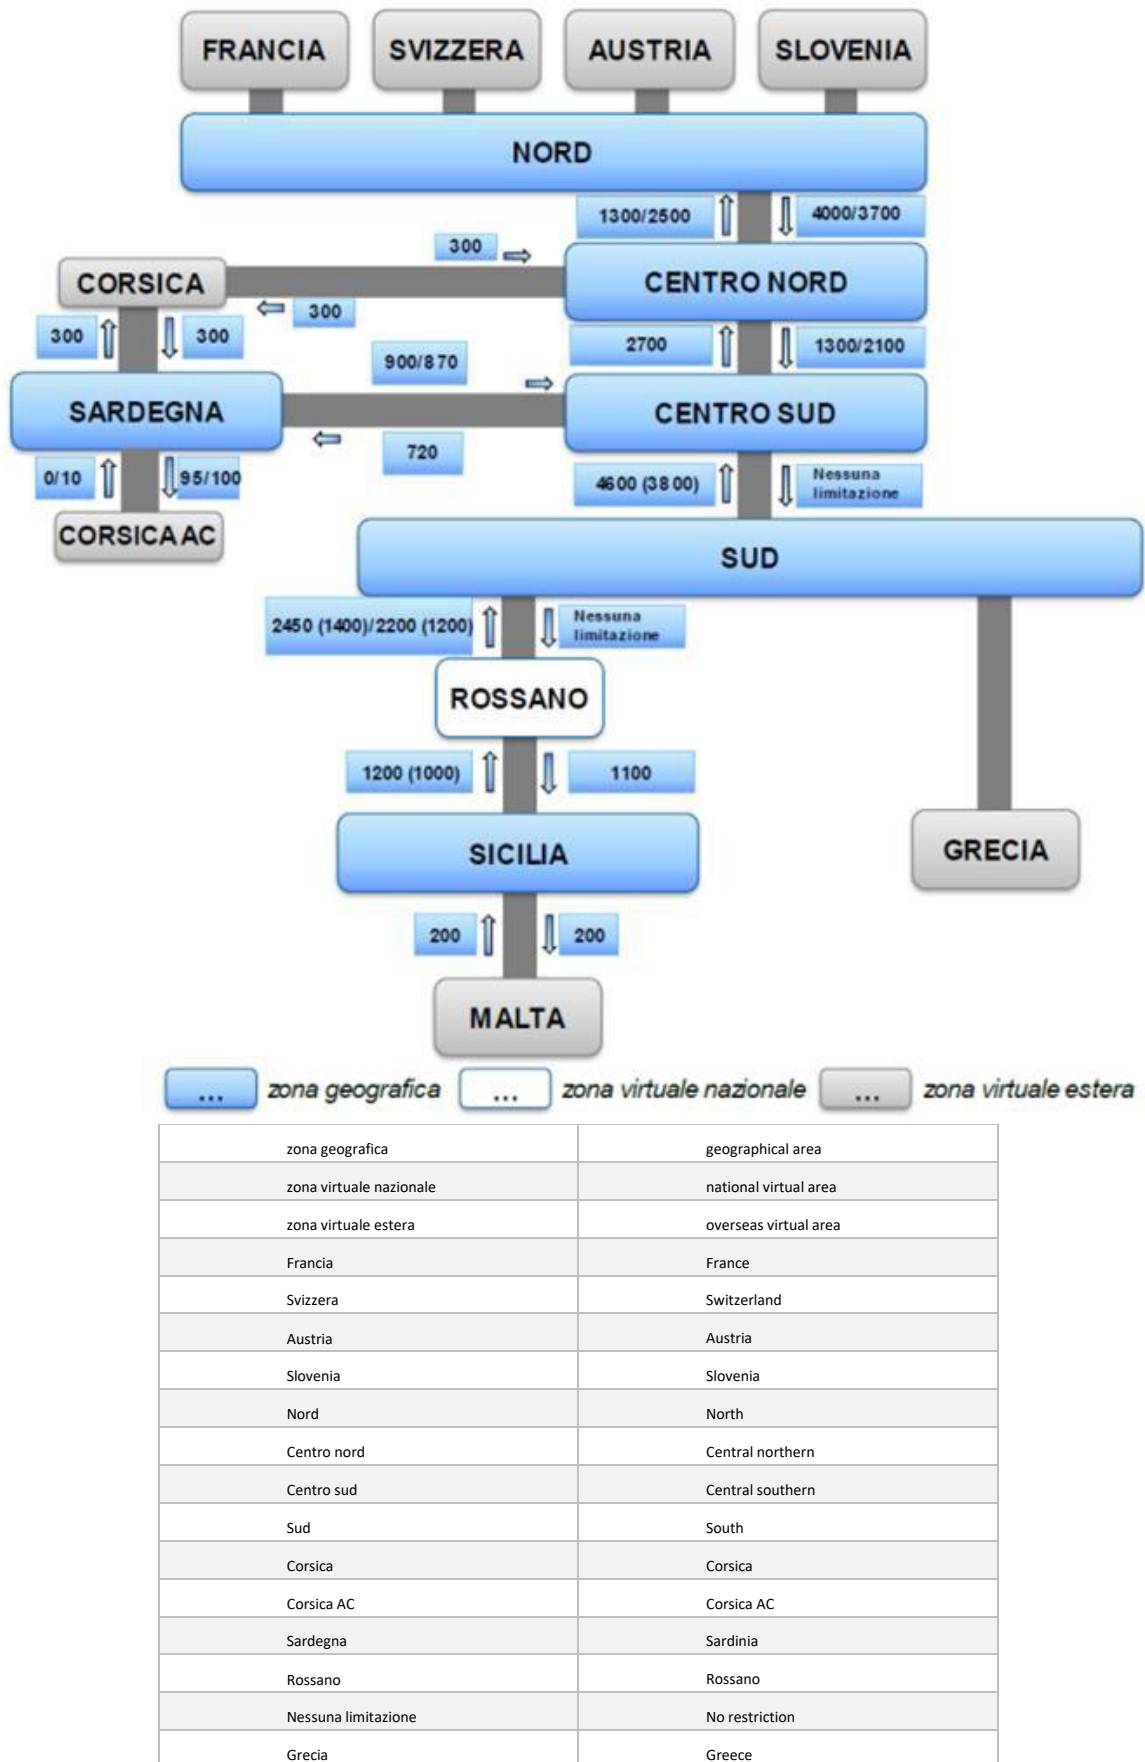 FRANCIA SVIZZERA AUSTRIA SLOVENIA
NORD
1300/2500 4000/3700
300
CORSICA CENTRO NORD
300
300 300 2700 1300/2100
900/870
SARDEGNA CENTRO SUD
720
0/10 95/100 4600 (3800) Nessuna
limitazione
CORSICA AC
SUD
2450 (1400)/2200 (1200) Nessuna
limitazione
ROSSANO
1200 (1000) 1100
SICILIA GRECIA
200 200
MALTA
... zona geografica ... zona virtuale nazionale ... zona virtuale estera
zona geografica geographical area
zona virtuale nazionale national virtual area
zona virtuale estera overseas virtual area
Francia France
Svizzera Switzerland
Austria Austria
Slovenia Slovenia
Nord North
Centro nord Central northern
Centro sud Central southern
Sud South
Corsica Corsica
Corsica AC Corsica AC
Sardegna Sardinia
Rossano Rossano
Nessuna limitazione No restriction
Grecia Greece